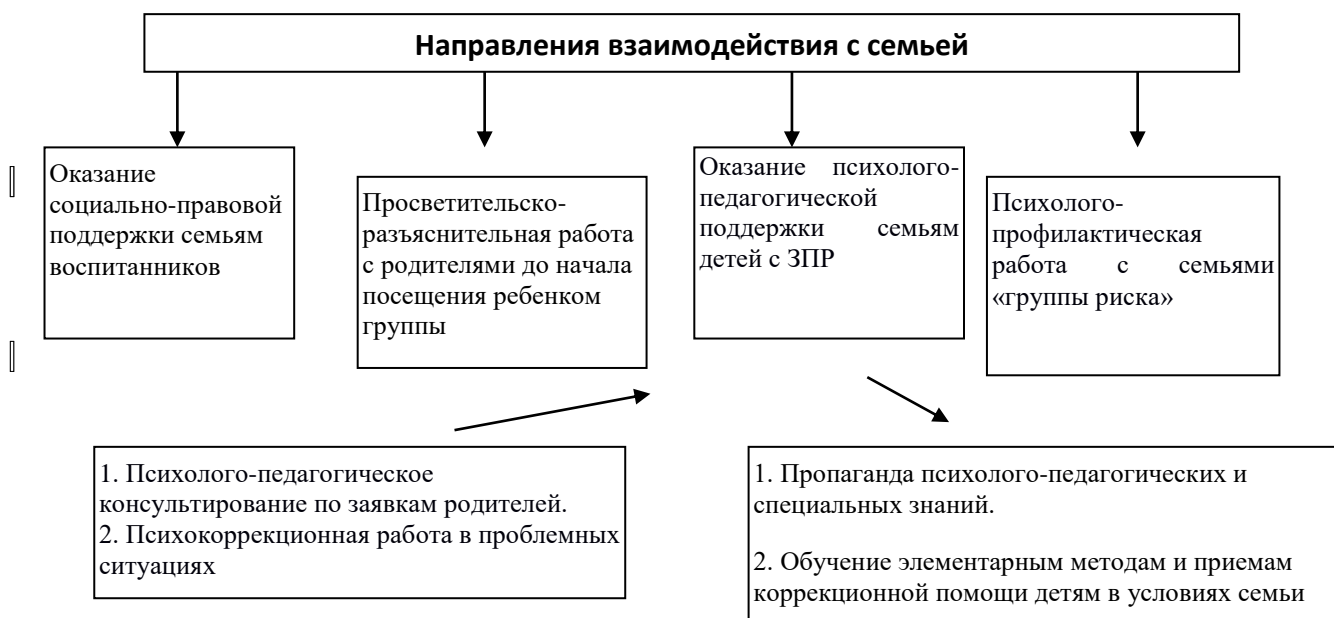 Направления взаимодействия с семьей
Оказание
социально-правовой
поддержки семьям
воспитанников
Просветительско-
разъяснительная работа
с родителями до начала
посещения ребенком
группы
Оказание психолого-
педагогической
поддержки семьям
детей с ЗПР
Психолого-
профилактическая
работа с семьями
«группы риска»
1. Психолого-педагогическое
консультирование по заявкам родителей.
2. Психокоррекционная работа в проблемных
ситуациях
1. Пропаганда психолого-педагогических и
специальных знаний.
2. Обучение элементарным методам и приемам
коррекционной помощи детям в условиях семьи